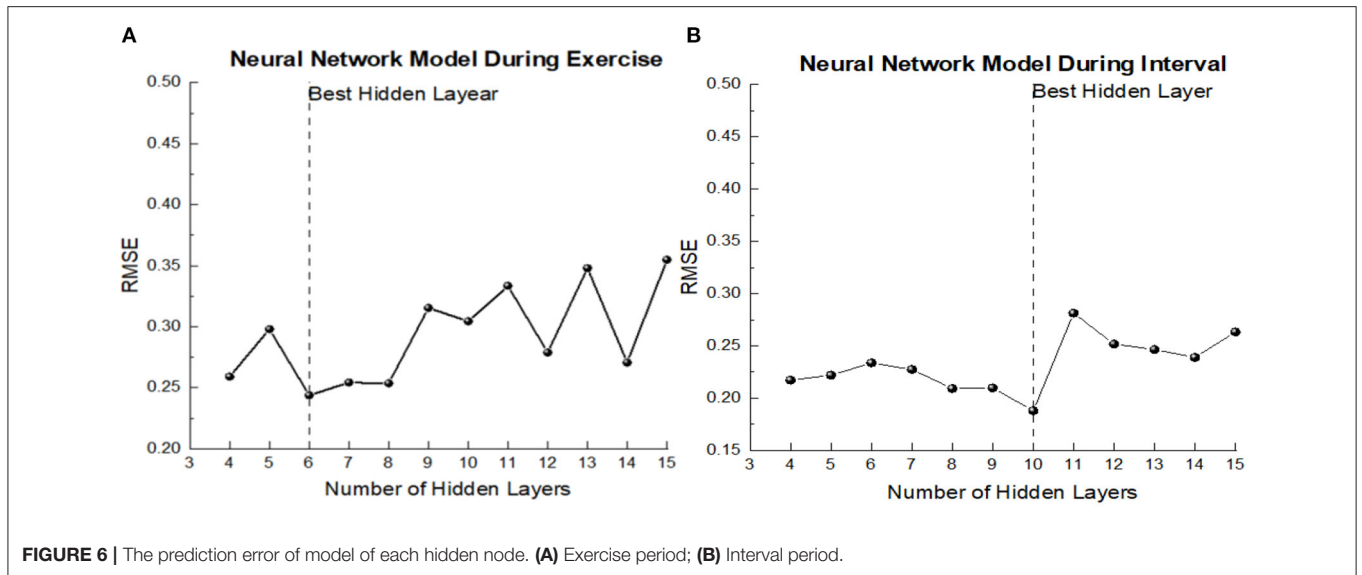 A
Neural Network Model During Exercise
Best Hidden Layear
0.50
0.45
0.40
0.35
0.30
0.25
0.20
RMSE
3 4 5 6 7 8 9 10 11 12 13 14 15
Number of Hidden Layers
B
Neural Network Model During Interval
Best Hidden Layer
0.50
0.45
0.40
0.35
0.30
0.25
0.20
0.15
RMSE
3 4 5 6 7 8 9 10 11 12 13 14 15
Number of Hidden Layers
FIGURE 6 | The prediction error of model of each hidden node. (A) Exercise period; (B) Interval period.